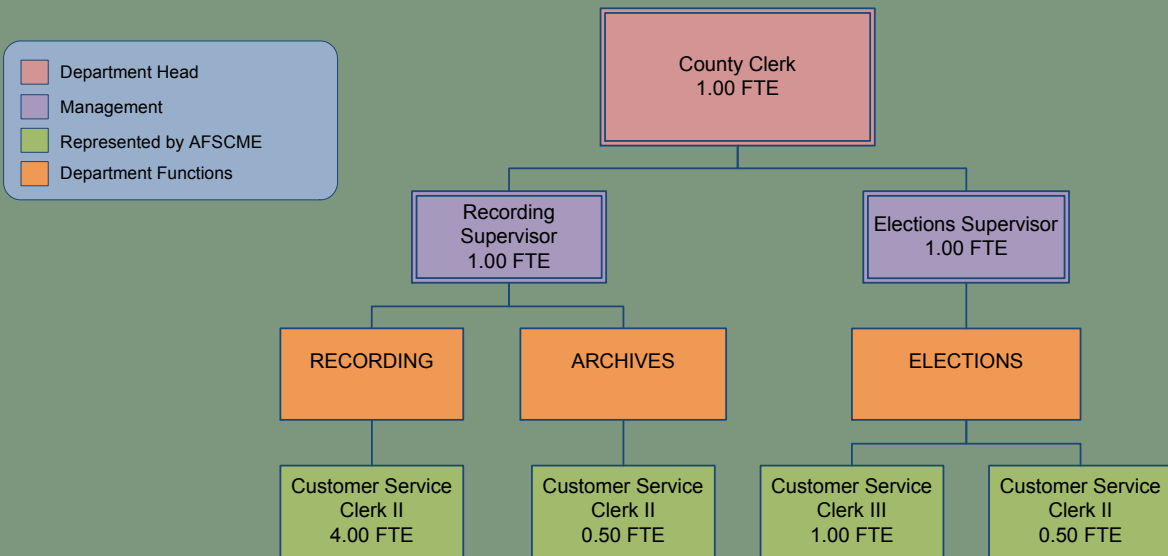 Department Head
Management
Represented by AFSCME
Department Functions
County Clerk
1.00 FTE
Recording
Supervisor
1.00 FTE
Elections Supervisor
1.00 FTE
RECORDING
ARCHIVES
ELECTIONS
Customer Service
Clerk II
4.00 FTE
Customer Service
Clerk II
0.50 FTE
Customer Service
Clerk III
1.00 FTE
Customer Service
Clerk II
0.50 FTE